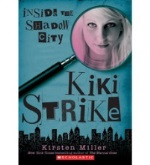 INSIDE THE
SHADOW
CITY
KIKI
STRIKE
Kirsten Miller
SCHOLASTIC